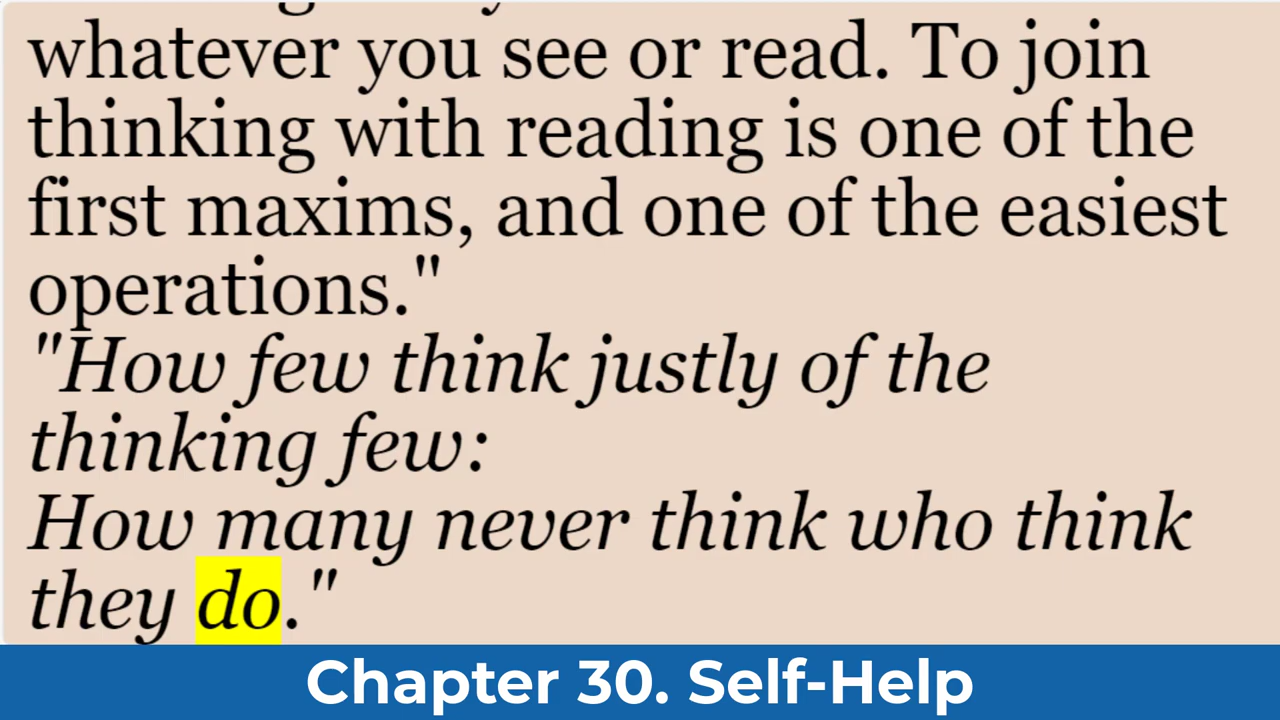 whatever you see or read. To join
thinking with reading is one of the
first maxims, and one of the easiest
operations."
"How few think justly of the
thinking few:
How many never think who think
they do."
Chapter 30. Self-Help